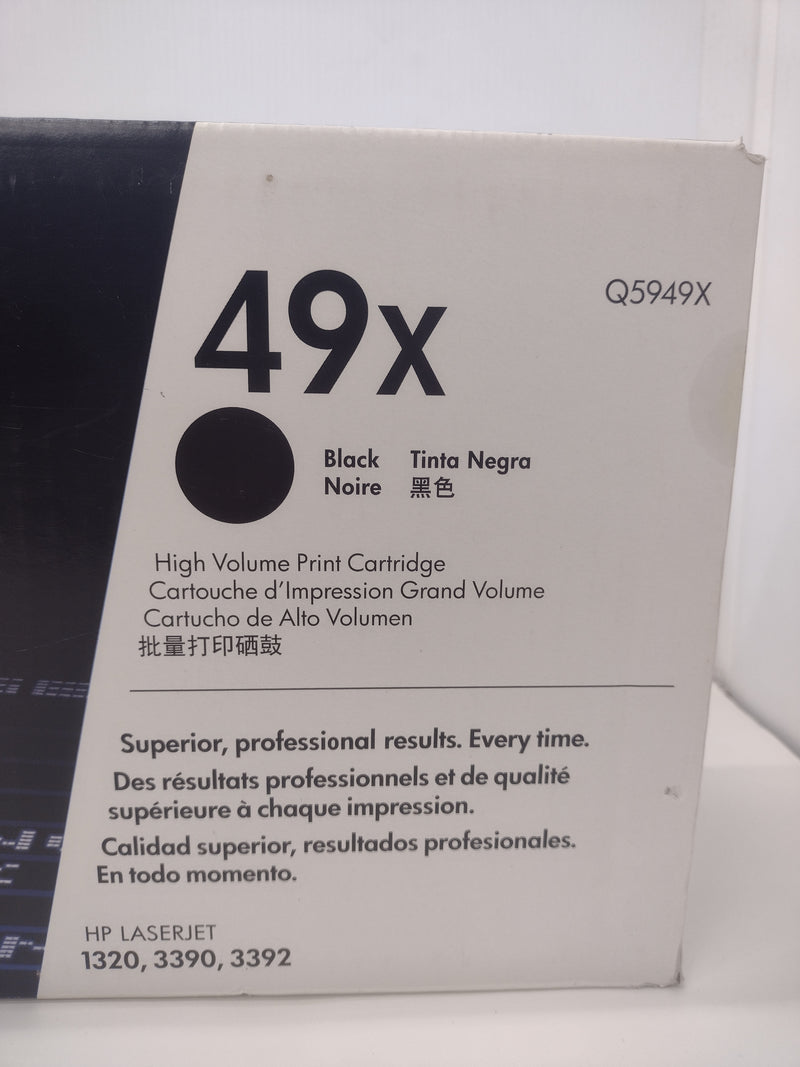 49X
Q5949X
Black Tinta Negra
Noire 黑色
High Volume Print Cartridge
Cartouche d'Impression Grand Volume
Cartucho de Alto Volumen
批量打印硒鼓
Superior, professional results. Every time.
Des résultats professionnels et de qualité
supérieure à chaque impression.
Calidad superior, resultados profesionales.
En todo momento.
HP LASERJET
1320, 3390, 3392